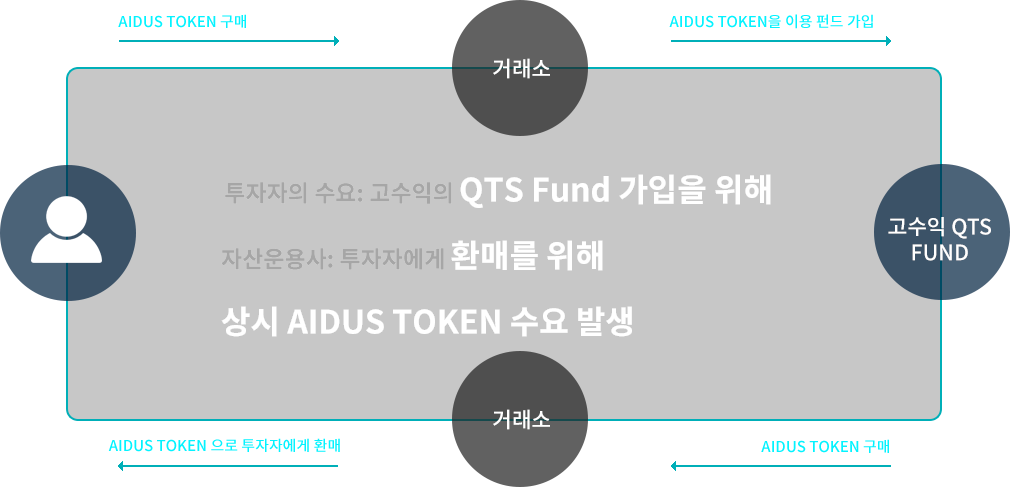 AIDUS TOKEN 구매
AIDUS TOKEN을 이용 펀드 가입
거래소
투자자의 수요: 고수익의 QTS Fund 가입을 위해
고수익 QTS
FUND
자산운용사: 투자자에게 환매를 위해
상시 AIDUS TOKEN 수요 발생
거래소
AIDUS TOKEN 으로 투자자에게 환매
AIDUS TOKEN 구매